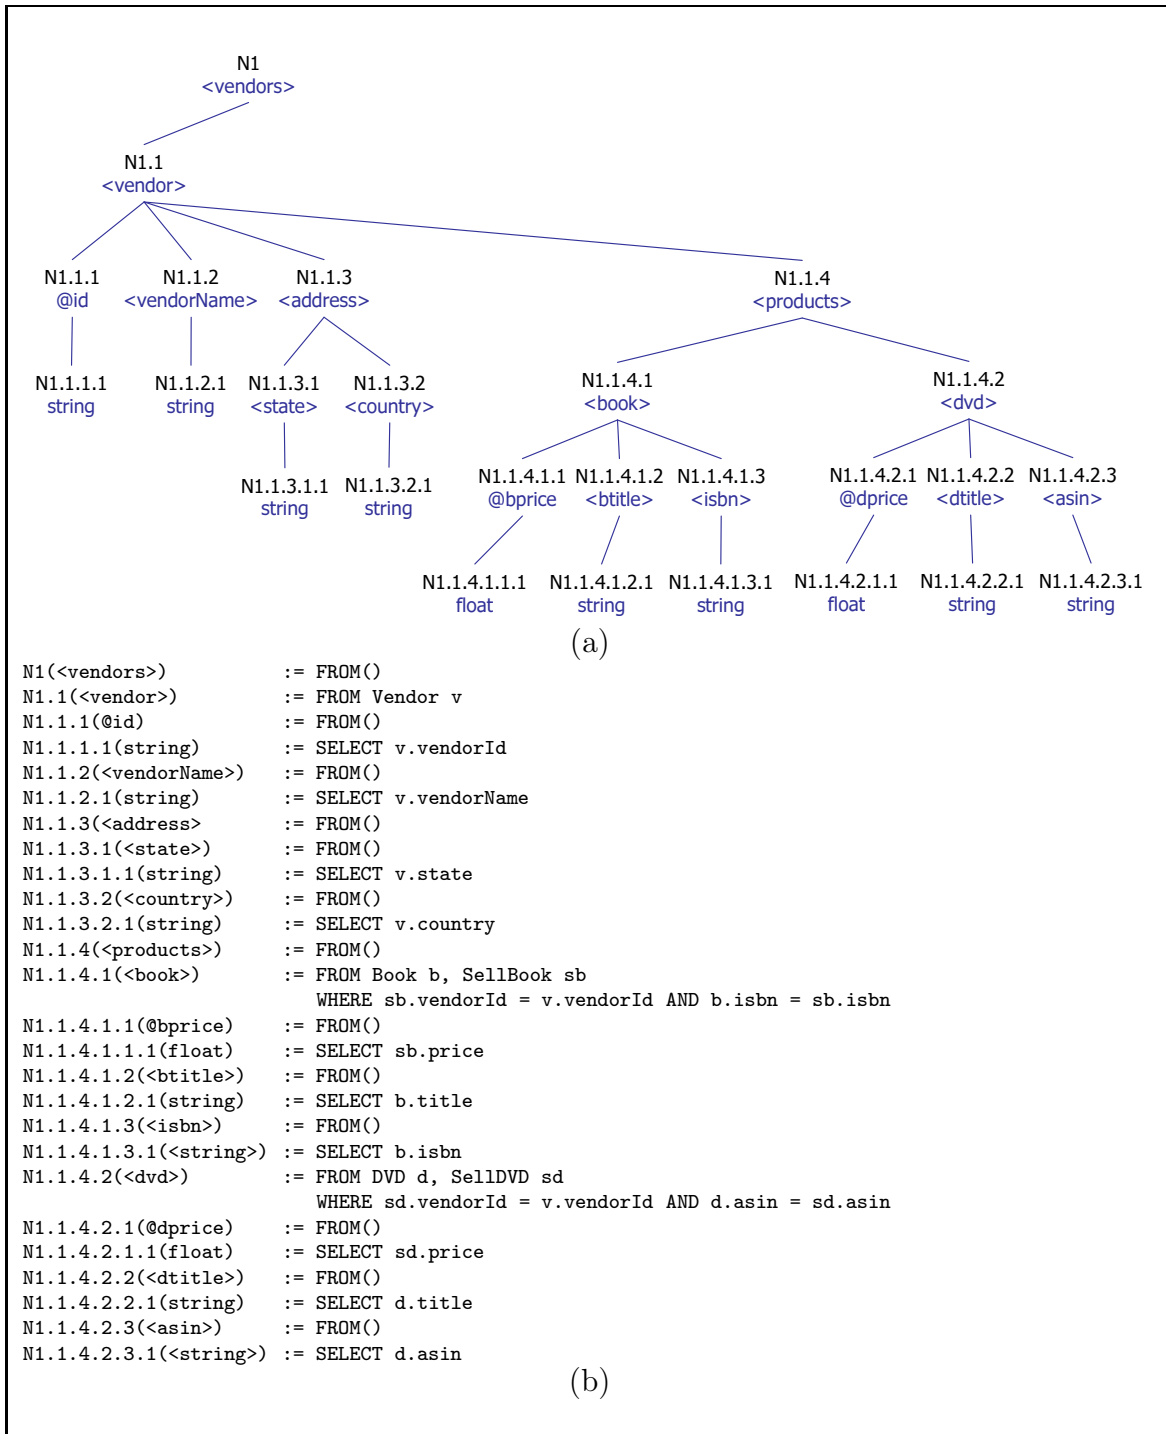 N1
<vendors>
N1.1
<vendor>
N1.1.1 N1.1.2 N1.1.3 N1.1.4
@id <vendorName> <address> <products>
N1.1.1.1 N1.1.2.1 N1.1.3.1 N1.1.3.2 N1.1.4.1 N1.1.4.2
string string <state> <country> <book> <dvd>
N1.1.3.1.1 N1.1.3.2.1 N1.1.4.1.1 N1.1.4.1.2 N1.1.4.1.3 N1.1.4.2.1 N1.1.4.2.2 N1.1.4.2.3
string string @bprice <btitle> <isbn> @dprice <dtitle> <asin>
N1.1.4.1.1.1 N1.1.4.1.2.1 N1.1.4.1.3.1 N1.1.4.2.1.1 N1.1.4.2.2.1 N1.1.4.2.3.1
float string string float string string
(a)
N1(<vendors>) := FROM()
N1.1(<vendor>) := FROM Vendor v
N1.1.1(@id) := FROM()
N1.1.1.1(string) := SELECT v.vendorId
N1.1.2(<vendorName>) := FROM()
N1.1.2.1(string) := SELECT v.vendorName
N1.1.3(<address> := FROM()
N1.1.3.1(<state>) := FROM()
N1.1.3.1.1(string) := SELECT v.state
N1.1.3.2(<country>) := FROM()
N1.1.3.2.1(string) := SELECT v.country
N1.1.4(<products>) := FROM()
N1.1.4.1(<book>) := FROM Book b, SellBook sb
WHERE sb.vendorId = v.vendorId AND b.isbn = sb.isbn
N1.1.4.1.1(@bprice) := FROM()
N1.1.4.1.1.1(float) := SELECT sb.price
N1.1.4.1.2(<btitle>) := FROM()
N1.1.4.1.2.1(string) := SELECT b.title
N1.1.4.1.3(<isbn>) := FROM()
N1.1.4.1.3.1(<string>) := SELECT b.isbn
N1.1.4.2(<dvd>) := FROM DVD d, SellDVD sd
WHERE sd.vendorId = v.vendorId AND d.asin = sd.asin
N1.1.4.2.1(@dprice) := FROM()
N1.1.4.2.1.1(float) := SELECT sd.price
N1.1.4.2.2(<dtitle>) := FROM()
N1.1.4.2.2.1(string) := SELECT d.title
N1.1.4.2.3(<asin>) := FROM()
N1.1.4.2.3.1(<string>) := SELECT d.asin
(b)